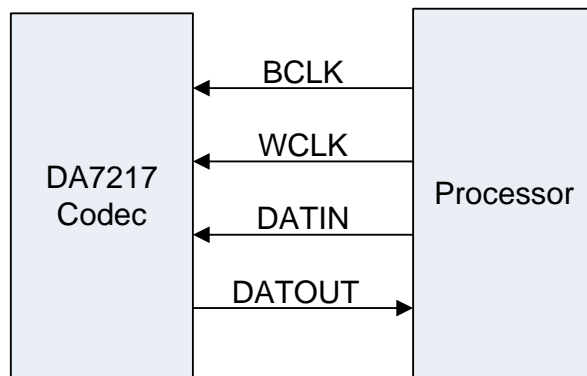 BCLK
WCLK
DA7217
Codec
Processor
DATIN
DATOUT